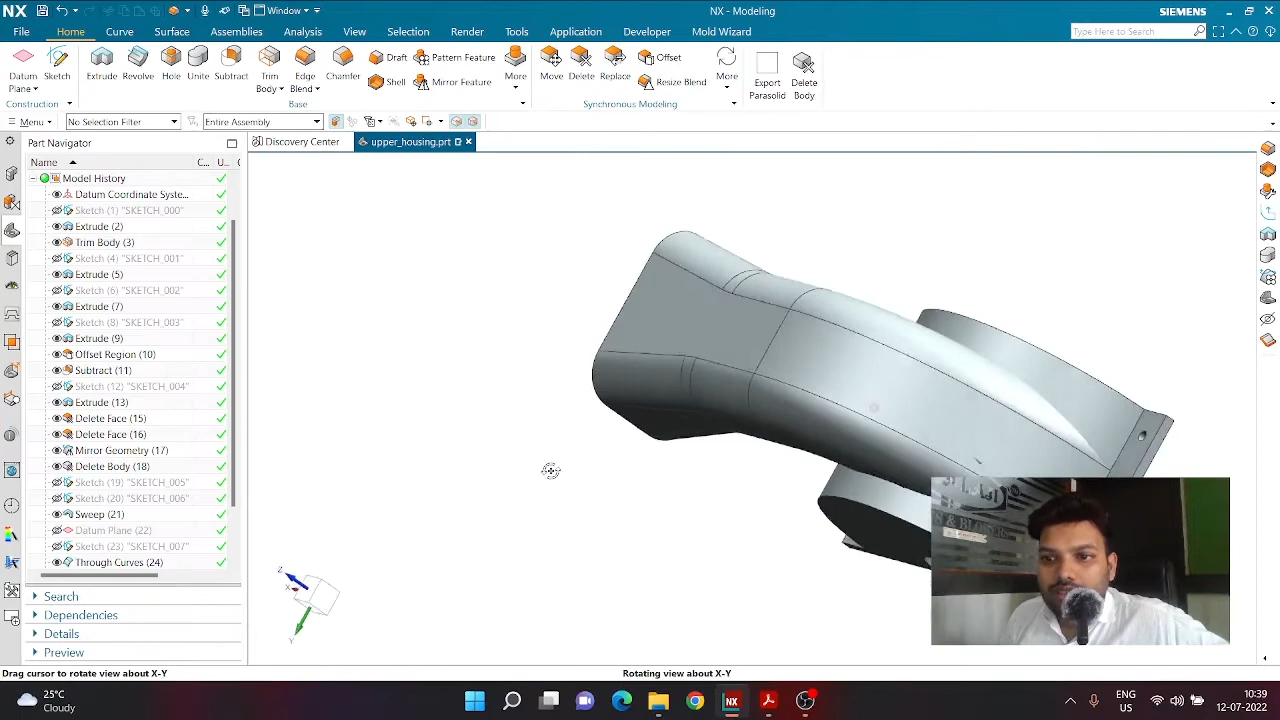 NX Window NX - Modeling SIEMENS
File Home Curve Surface Assemblies Analysis View Selection Render Tools Application Developer Mold Wizard Type Here to Search
Draft Pattern Feature Offset
Shell Mirror Feature Resize Blend
Datum Plane Sketch Extrude Revolve Hole Unite Subtract Trim Body Edge Blend Chamfer More Move Delete Replace More Export Parasolid Delete Body
Construction Base Synchronous Modeling
Menu No Selection Filter Entire Assembly
Part Navigator Discovery Center upper_housing.prt
Name C... U...
Model History
Datum Coordinate Syste...
Sketch (1) "SKETCH_000"
Extrude (2)
Trim Body (3)
Sketch (4) "SKETCH_001"
Extrude (5)
Sketch (6) "SKETCH_002"
Extrude (7)
Sketch (8) "SKETCH_003"
Extrude (9)
Offset Region (10)
Subtract (11)
Sketch (12) "SKETCH_004"
Extrude (13)
Delete Face (15)
Delete Face (16)
Mirror Geometry (17)
Delete Body (18)
Sketch (19) "SKETCH_005"
Sketch (20) "SKETCH_006"
Sweep (21)
Datum Plane (22)
Sketch (23) "SKETCH_007"
Through Curves (24)
Search
Dependencies
Details
Preview
Z
X
Y
Drag cursor to rotate view about X-Y Rotating view about X-Y
25°C
Cloudy
NX
ENG
US
10:39
12-07-2022